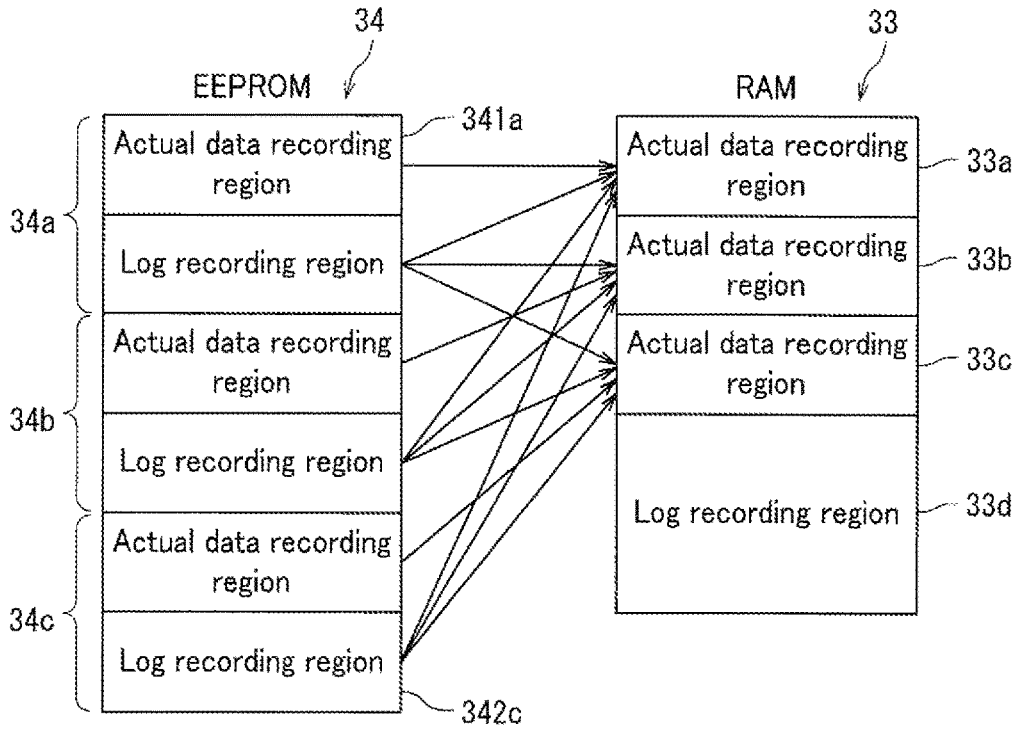 34
33
EEPROM
RAM
341a
Actual data recording
region
Log recording region
34a
Actual data recording
region
Log recording region
34b
Actual data recording
region
Log recording region
34c
342c
Actual data recording
region
33a
Actual data recording
region
33b
Actual data recording
region
33c
Log recording region
33d